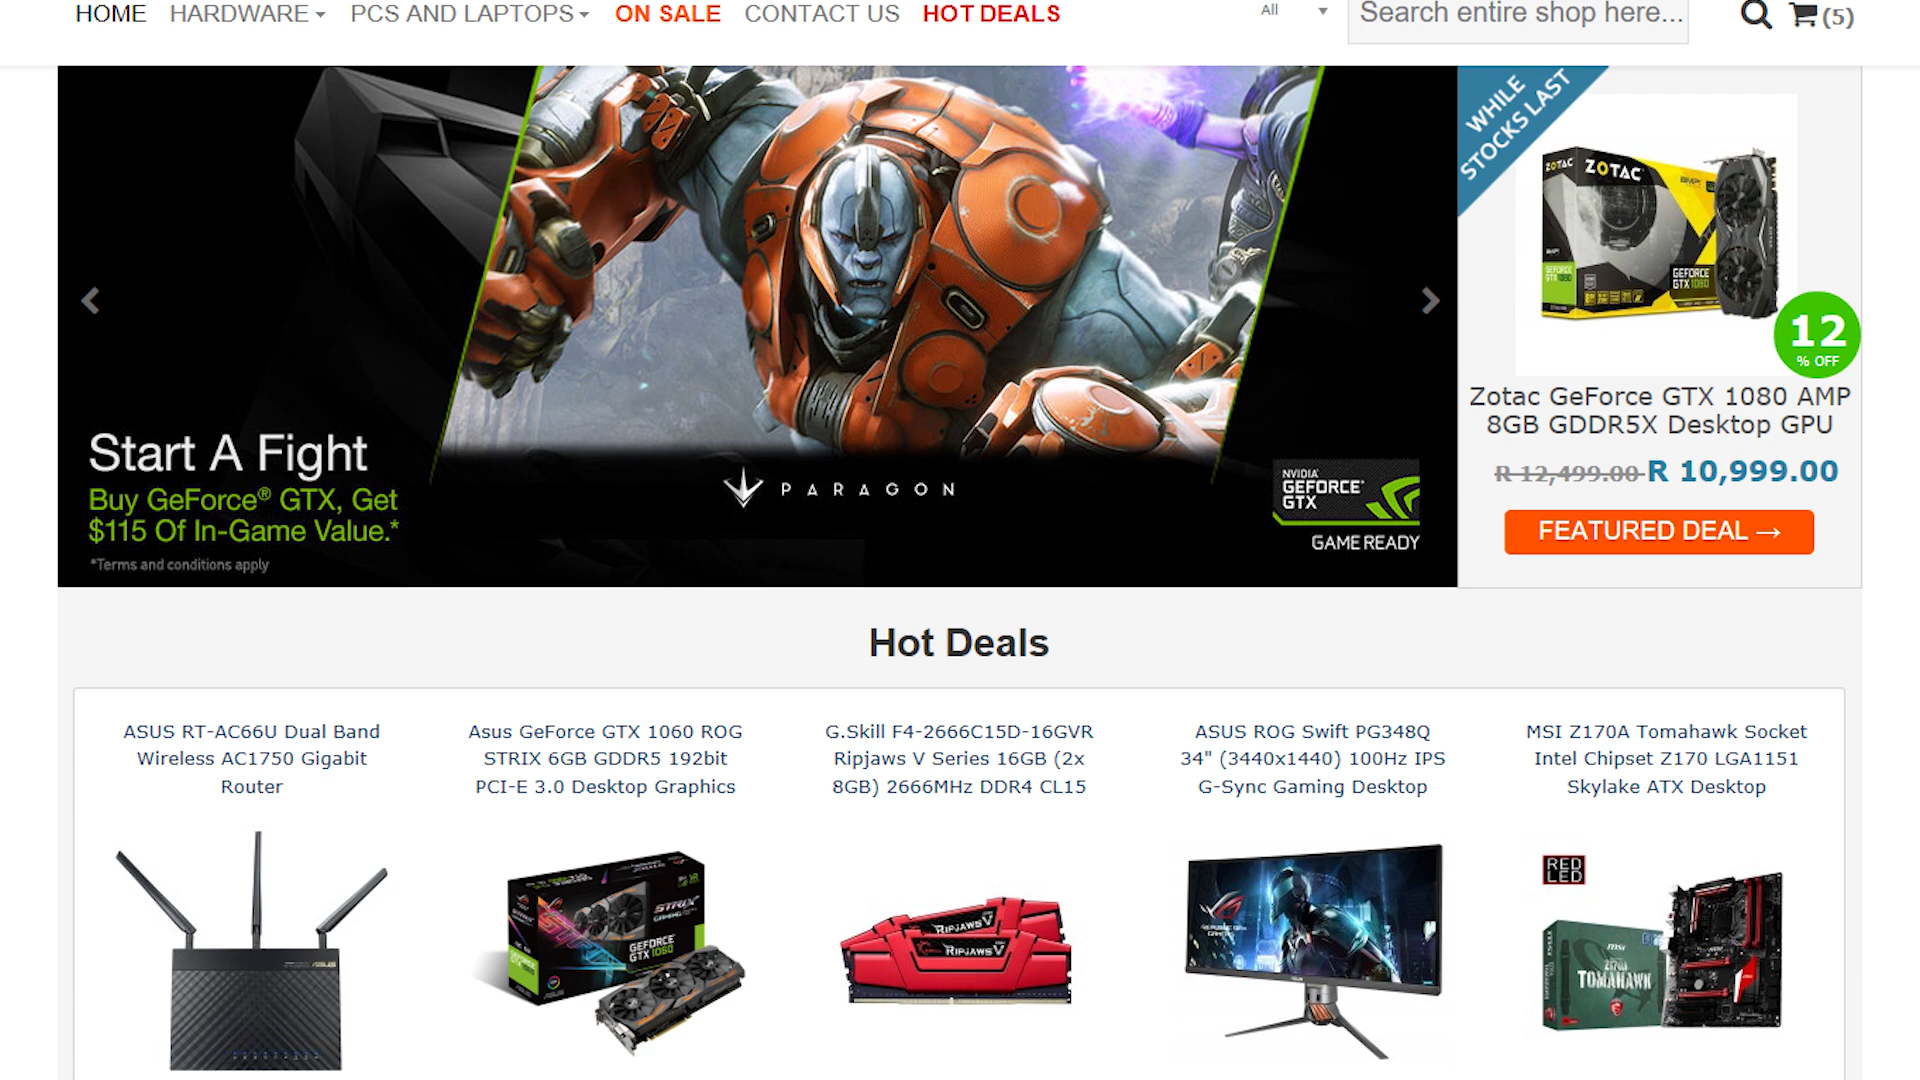 HOME HARDWARE PCS AND LAPTOPS ON SALE CONTACT US HOT DEALS All Search entire shop here... (5)
WHILE
STOCKS LAST
ZOTAC ZOTAC
GEFORCE
GTX 1080
GEFORCE
GTX 1080
12
% OFF
Zotac GeForce GTX 1080 AMP
8GB GDDR5X Desktop GPU
R 12,499.00 R 10,999.00
FEATURED DEAL →
Start A Fight
Buy GeForce® GTX, Get
$115 Of In-Game Value.*
*Terms and conditions apply
PARAGON
NVIDIA
GEFORCE
GTX
GAME READY
Hot Deals
ASUS RT-AC66U Dual Band
Wireless AC1750 Gigabit
Router
Asus GeForce GTX 1060 ROG
STRIX 6GB GDDR5 192bit
PCI-E 3.0 Desktop Graphics
G.Skill F4-2666C15D-16GVR
Ripjaws V Series 16GB (2x
8GB) 2666MHz DDR4 CL15
ASUS ROG Swift PG348Q
34" (3440x1440) 100Hz IPS
G-Sync Gaming Desktop
MSI Z170A Tomahawk Socket
Intel Chipset Z170 LGA1151
Skylake ATX Desktop
STRIX
GEFORCE
GTX 1060
RIPJAWS V
RIPJAWS V
RED
LED
msi
Z170A
TOMAHAWK